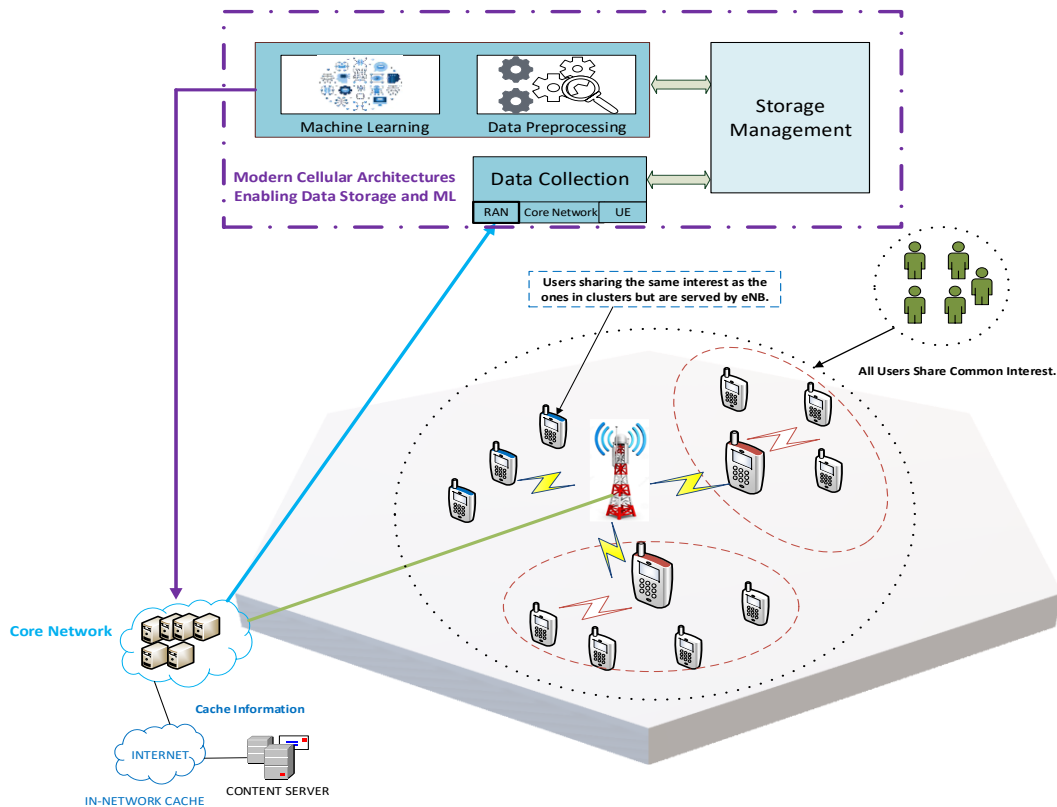 Machine Learning
Data Preprocessing
Storage
Management
Modern Cellular Architectures
Enabling Data Storage and ML
Data Collection
RAN
Core Network
UE
Users sharing the same interest as the
ones in clusters but are served by eNB.
All Users Share Common Interest.
Core Network
Cache Information
INTERNET
CONTENT SERVER
IN-NETWORK CACHE